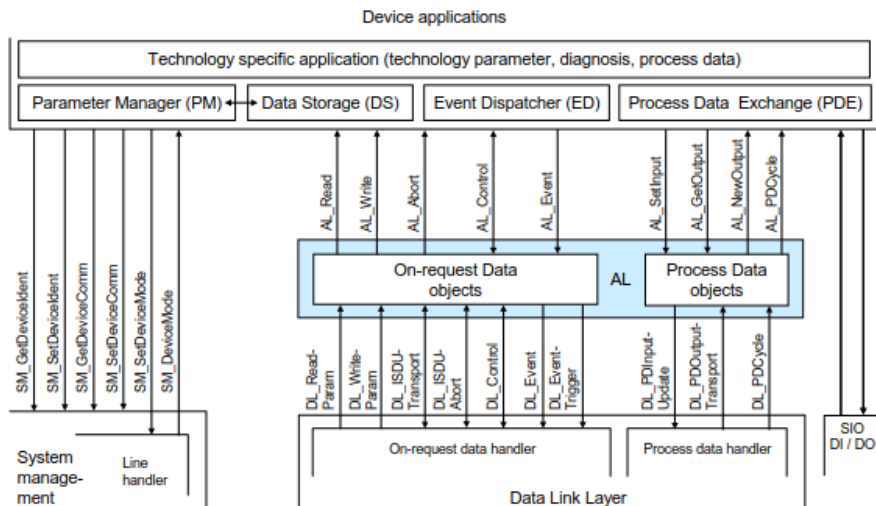 Device applications
Technology specific application (technology parameter, diagnosis, process data)
Parameter Manager (PM)
Data Storage (DS)
Event Dispatcher (ED)
Process Data Exchange (PDE)
AL_Read
AL_Write
AL_Abort
AL_Control
AL_Event
AL_SetInput
AL_GetOutput
AL_NewOutput
AL_PDCycle
On-request Data
objects
AL
Process Data
objects
SM_GetDeviceIdent
SM_SetDeviceIdent
SM_GetDeviceComm
SM_SetDeviceComm
SM_SetDeviceMode
SM_DeviceMode
DL_Read-
Param
DL_Write-
Param
DL_ISDU-
Transport
DL_ISDU-
Abort
DL_Control
DL_Event
DL_Event-
Trigger
DL_PDInput-
Update
DL_PDOutput-
Transport
DL_PDCycle
System
manage-
ment
Line
handler
On-request data handler
Process data handler
SIO
DI / DO
Data Link Layer